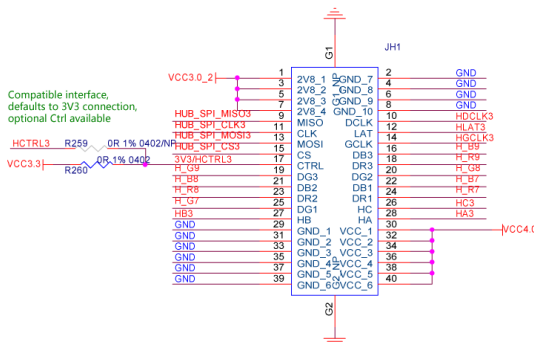 G1
JH1
VCC3.0_2
1 2V8_1 GND_7 2 GND
3 2V8_2 GND_8 4 GND
5 2V8_3 GND_9 6 GND
7 2V8_4 GND_10 8 GND
HUB_SPI_MISO3 9 MISO DCLK 10 HDCLK3
HUB_SPI_CLK3 11 CLK LAT 12 HLAT3
HUB_SPI_MOSI3 13 MOSI GCLK 14 HGCLK3
HUB_SPI_CS3 15 CS DB3 16 H_B9
3V3/HCTRL3 17 CTRL DR3 18 H_R9
H_G9 19 DG3 DG2 20 H_G8
H_B8 21 DB2 DB1 22 H_B7
H_R8 23 DR2 DR1 24 H_R7
H_G7 25 DG1 HC 26 HC3
HB3 27 HB HA 28 HA3
GND 29 GND_1 VCC_1 30 VCC4.0
GND 31 GND_2 VCC_2 32
GND 33 GND_3 VCC_3 34
GND 35 GND_4 VCC_4 36
GND 37 GND_5 VCC_5 38
GND 39 GND_6 VCC_6 40
G1_NP
G2_NP
G2
Compatible interface,
defaults to 3V3 connection,
optional Ctrl available
HCTRL3 R259 0R 1% 0402/NP
VCC3.3 R260 0R 1% 0402